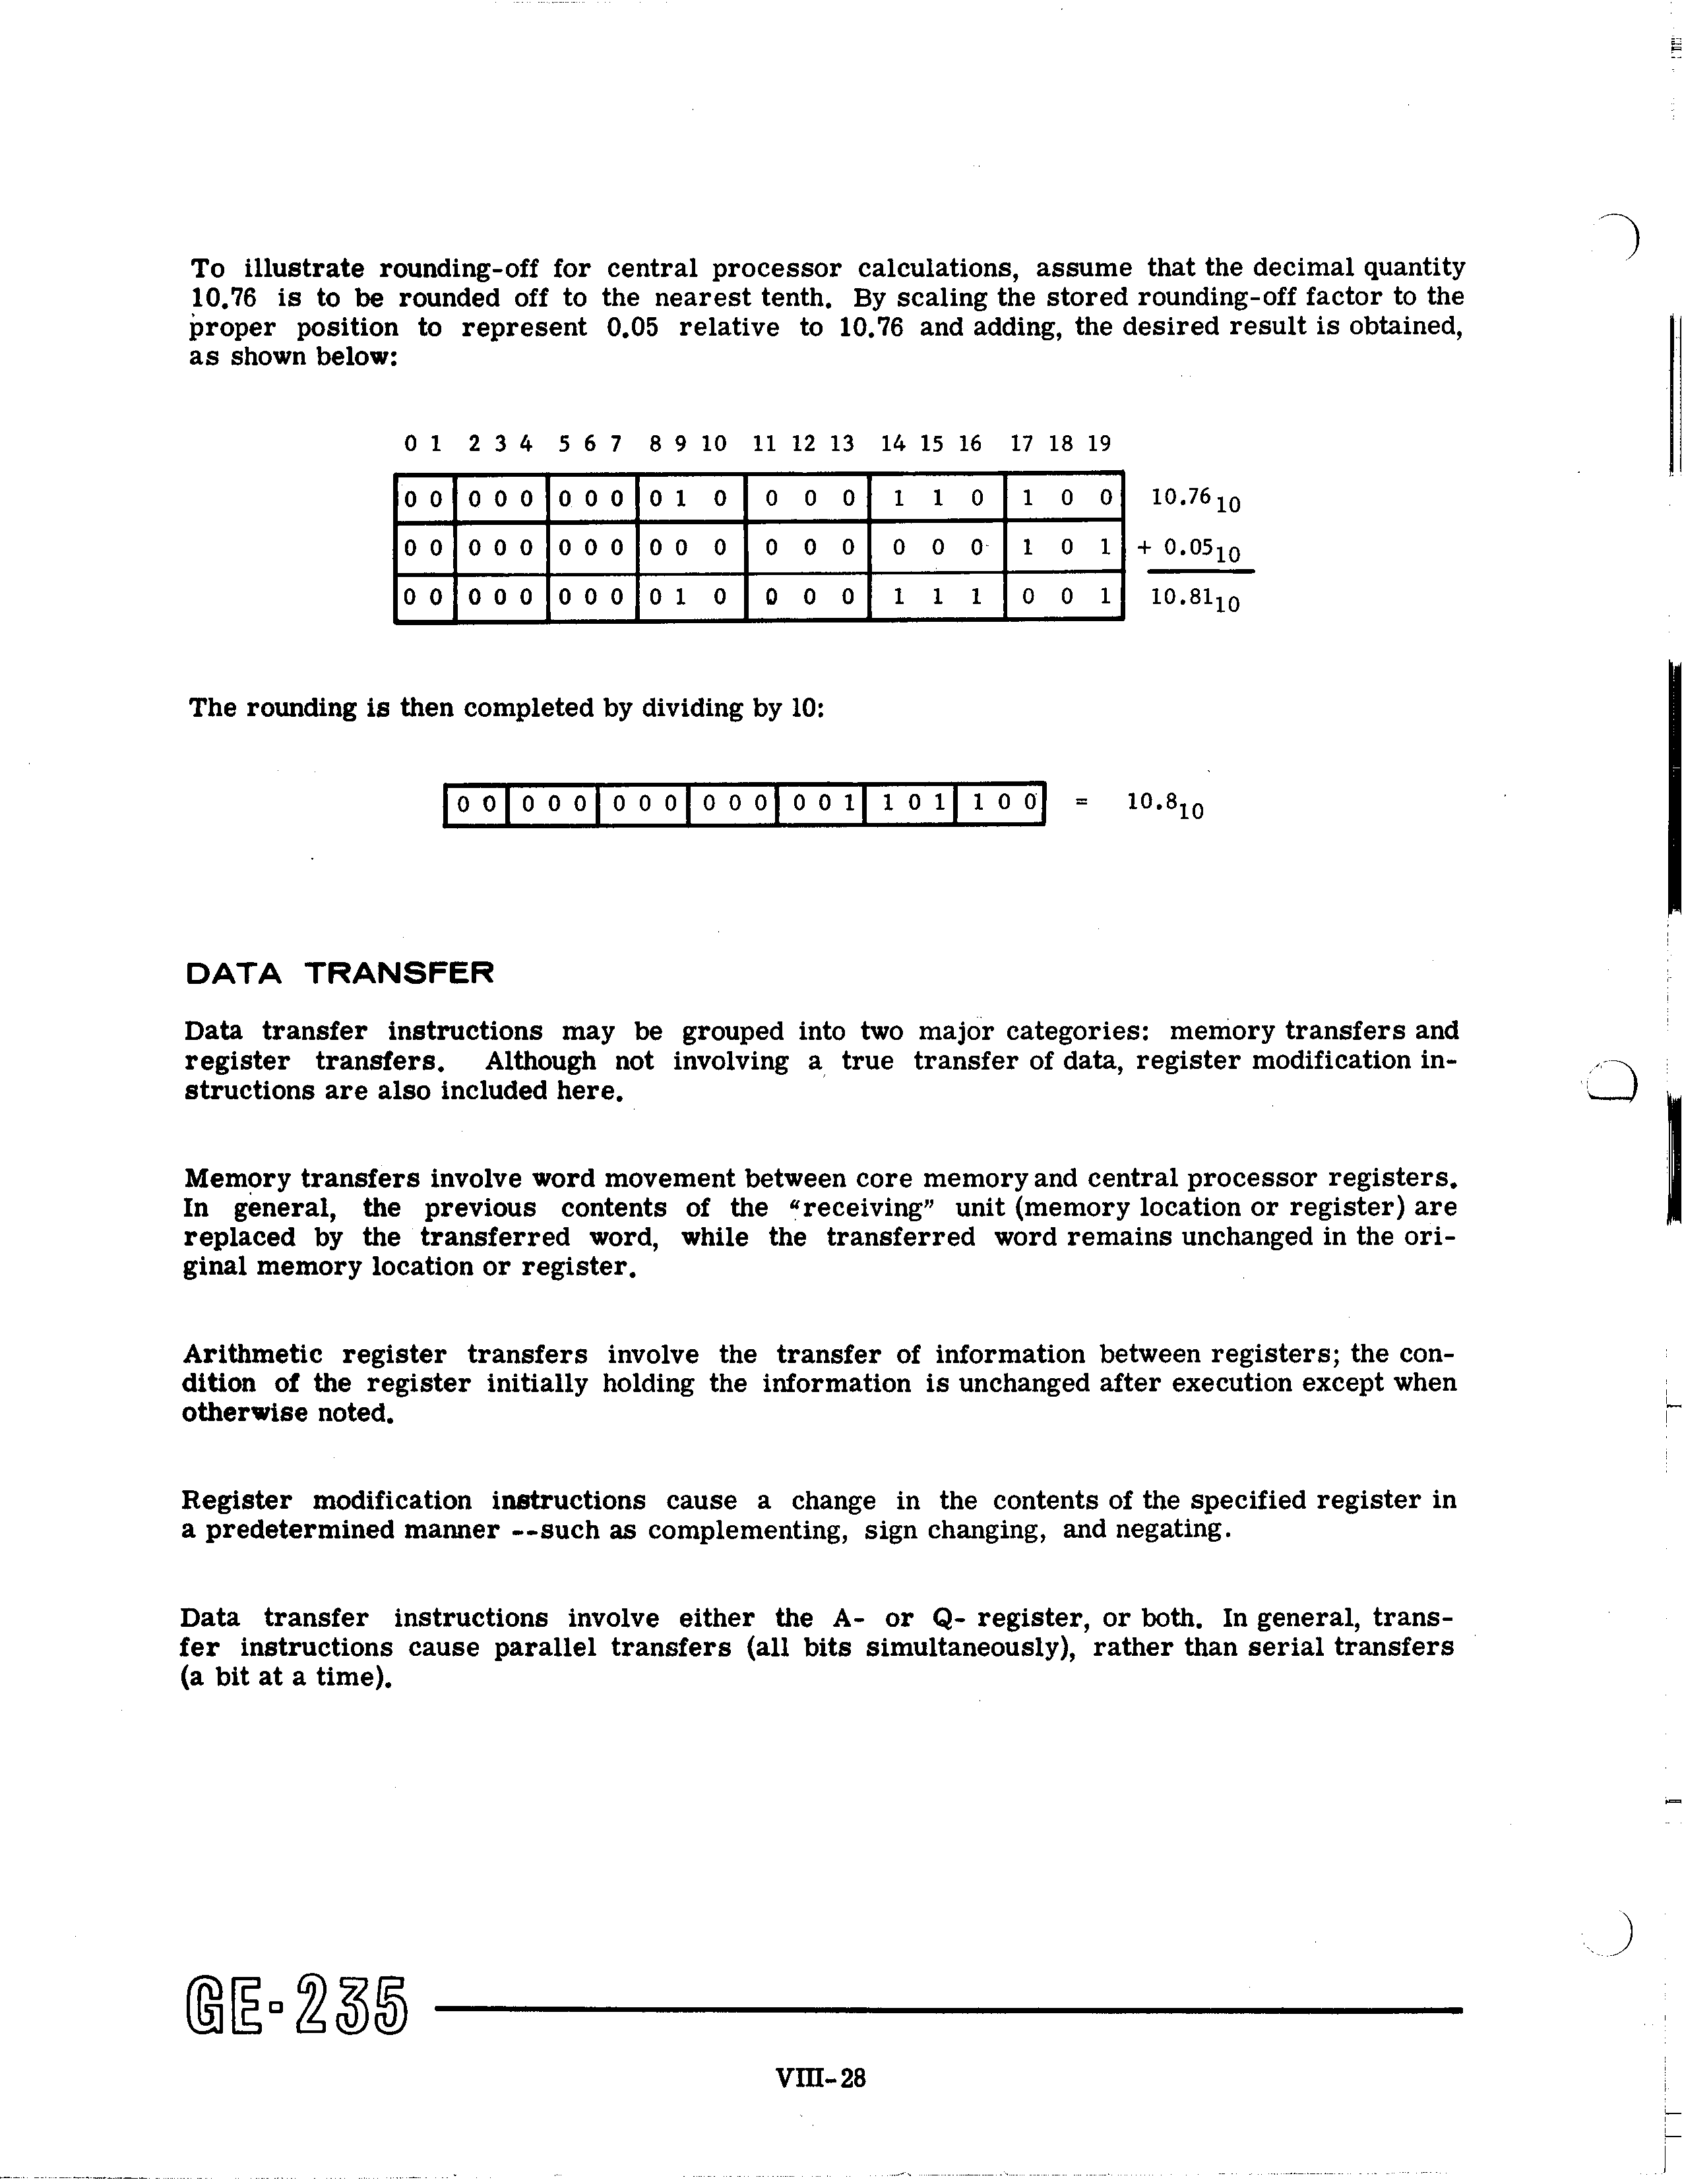 To illustrate rounding-off for central processor calculations, assume that the decimal quantity
10.76 is to be rounded off to the nearest tenth. By scaling the stored rounding-off factor to the
proper position to represent 0.05 relative to 10.76 and adding, the desired result is obtained,
as shown below:
0 1 2 3 4 5 6 7 8 9 10 11 12 13 14 15 16 17 18 19
0 0 0 0 0 0 0 0 0 1 0 0 0 0 1 1 0 1 0 0 10.76₁₀
0 0 0 0 0 0 0 0 0 0 0 0 0 0 0 0 0 1 0 1 + 0.05₁₀
0 0 0 0 0 0 0 0 0 1 0 0 0 0 1 1 1 0 0 1 10.81₁₀
The rounding is then completed by dividing by 10:
0 0 0 0 0 0 0 0 0 0 0 0 0 1 1 0 1 1 0 0 = 10.8₁₀
DATA TRANSFER
Data transfer instructions may be grouped into two major categories: memory transfers and
register transfers. Although not involving a true transfer of data, register modification in-
structions are also included here.
Memory transfers involve word movement between core memory and central processor registers.
In general, the previous contents of the “receiving” unit (memory location or register) are
replaced by the transferred word, while the transferred word remains unchanged in the ori-
ginal memory location or register.
Arithmetic register transfers involve the transfer of information between registers; the con-
dition of the register initially holding the information is unchanged after execution except when
otherwise noted.
Register modification instructions cause a change in the contents of the specified register in
a predetermined manner --such as complementing, sign changing, and negating.
Data transfer instructions involve either the A- or Q- register, or both. In general, trans-
fer instructions cause parallel transfers (all bits simultaneously), rather than serial transfers
(a bit at a time).
GE-235
VIII-28